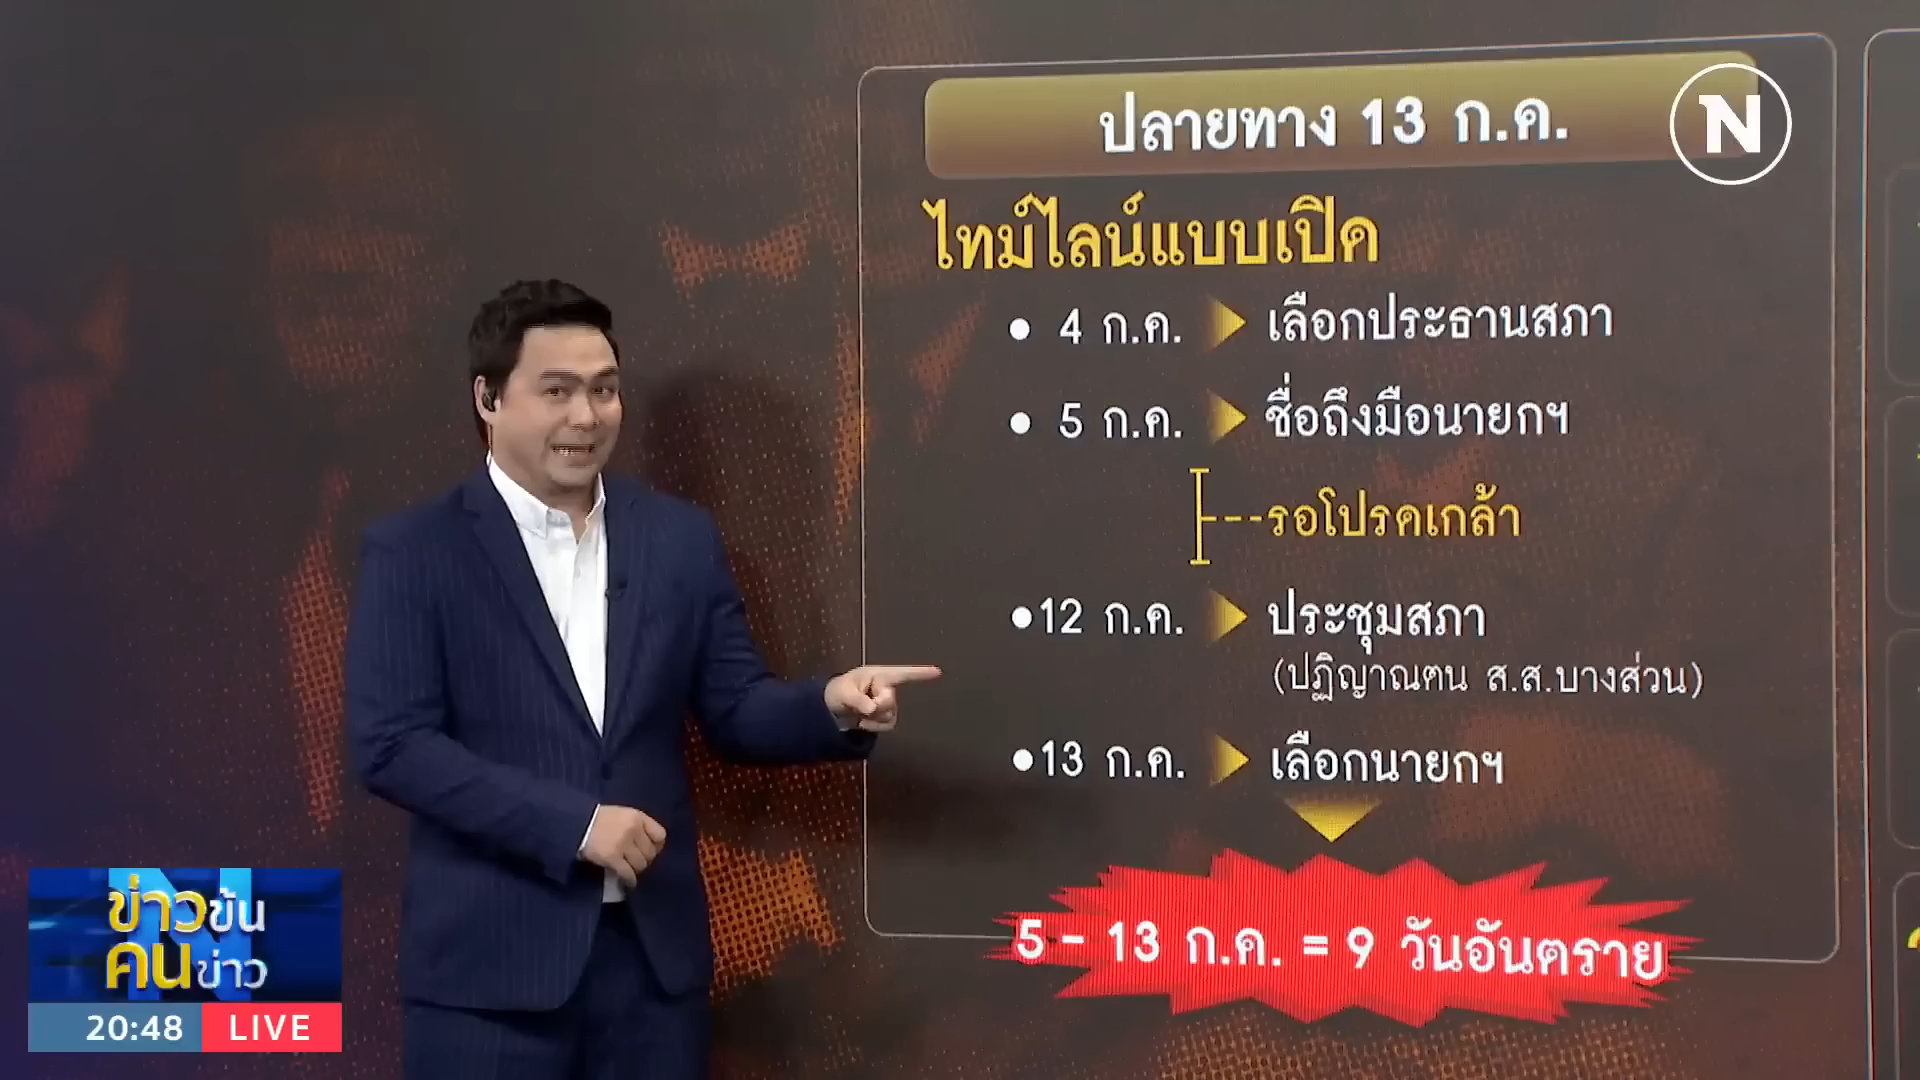 ปลายทาง 13 ก.ค.
N
ไทม์ไลน์แบบเปิด
• 4 ก.ค. เลือกประธานสภา
• 5 ก.ค. ชื่อถึงมือนายกฯ
รอโปรดเกล้า
•12 ก.ค. ประชุมสภา
(ปฏิญาณตน ส.ส.บางส่วน)
•13 ก.ค. เลือกนายกฯ
5 - 13 ก.ค. = 9 วันอันตราย
ข่าวข้น
คนข่าว
20:48 LIVE